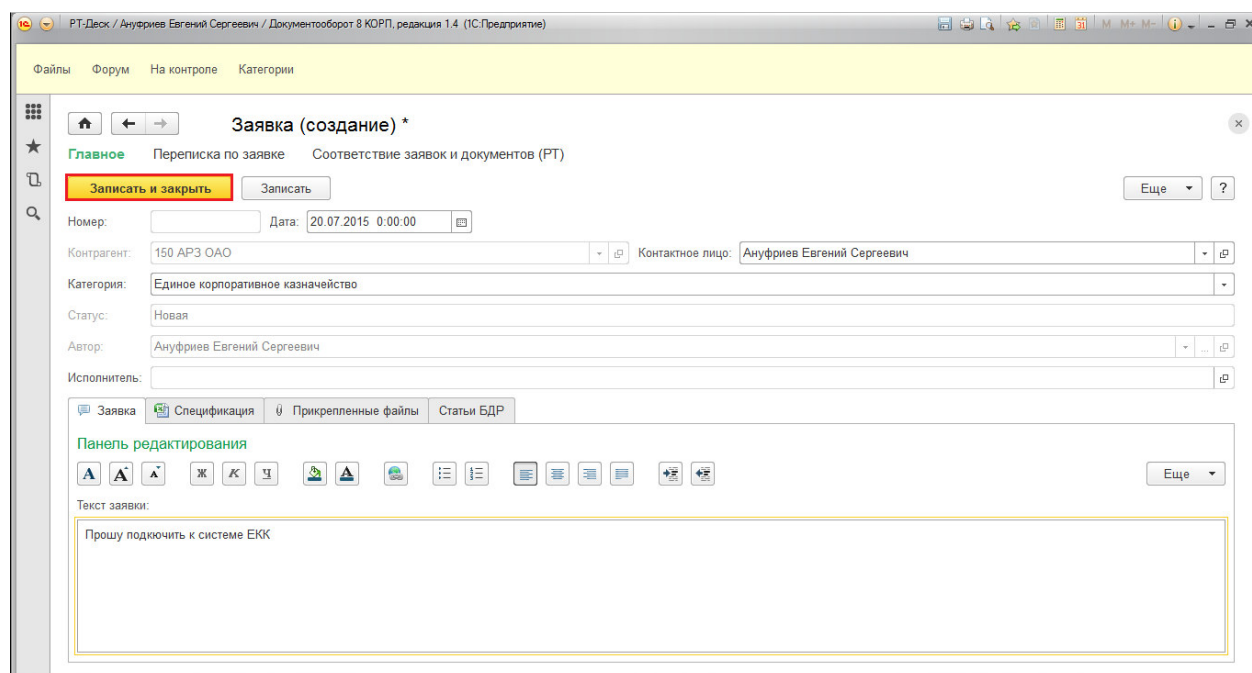 РТ-Деск / Ануфриев Евгений Сергеевич / Документооборот 8 КОРП, редакция 1.4 (1С:Предприятие) M M+ M-
Файлы Форум На контроле Категории
Заявка (создание) *
Главное Переписка по заявке Соответствие заявок и документов (РТ)
Записать и закрыть Записать Еще ?
Номер: Дата: 20.07.2015 0:00:00
Контрагент: 150 АРЗ ОАО Контактное лицо: Ануфриев Евгений Сергеевич
Категория: Единое корпоративное казначейство
Статус: Новая
Автор: Ануфриев Евгений Сергеевич ...
Исполнитель:
Заявка Спецификация Прикрепленные файлы Статьи БДР
Панель редактирования
А А А Ж К Ч А Еще
Текст заявки:
Прошу подкючить к системе ЕКК